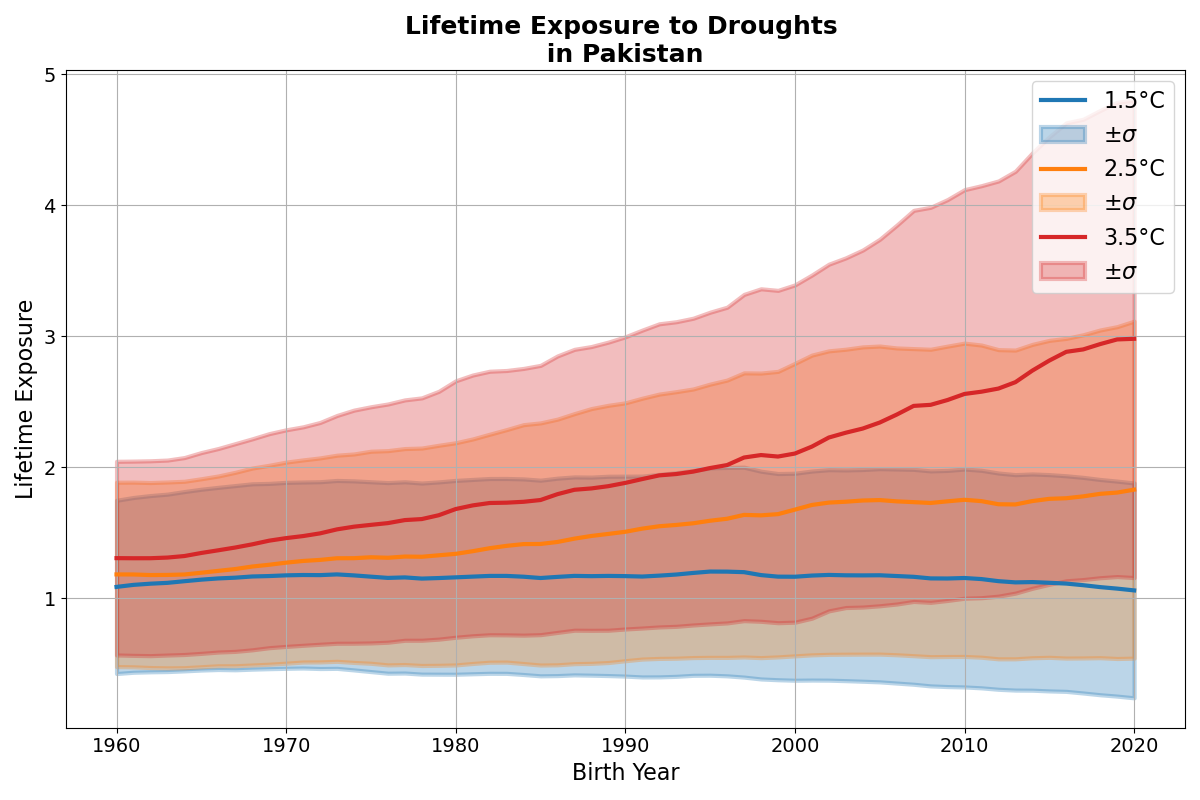 Lifetime Exposure to Droughts
in Pakistan
5
4
3
2
1
Lifetime Exposure
1960
1970
1980
1990
2000
2010
2020
Birth Year
1.5°C
±σ
2.5°C
±σ
3.5°C
±σ